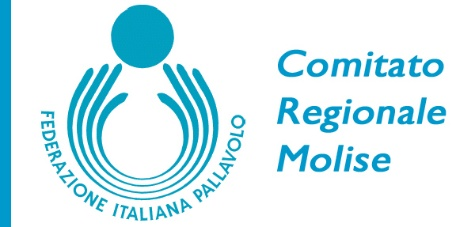 FEDERAZIONE ITALIANA PALLAVOLO
Comitato
Regionale
Molise